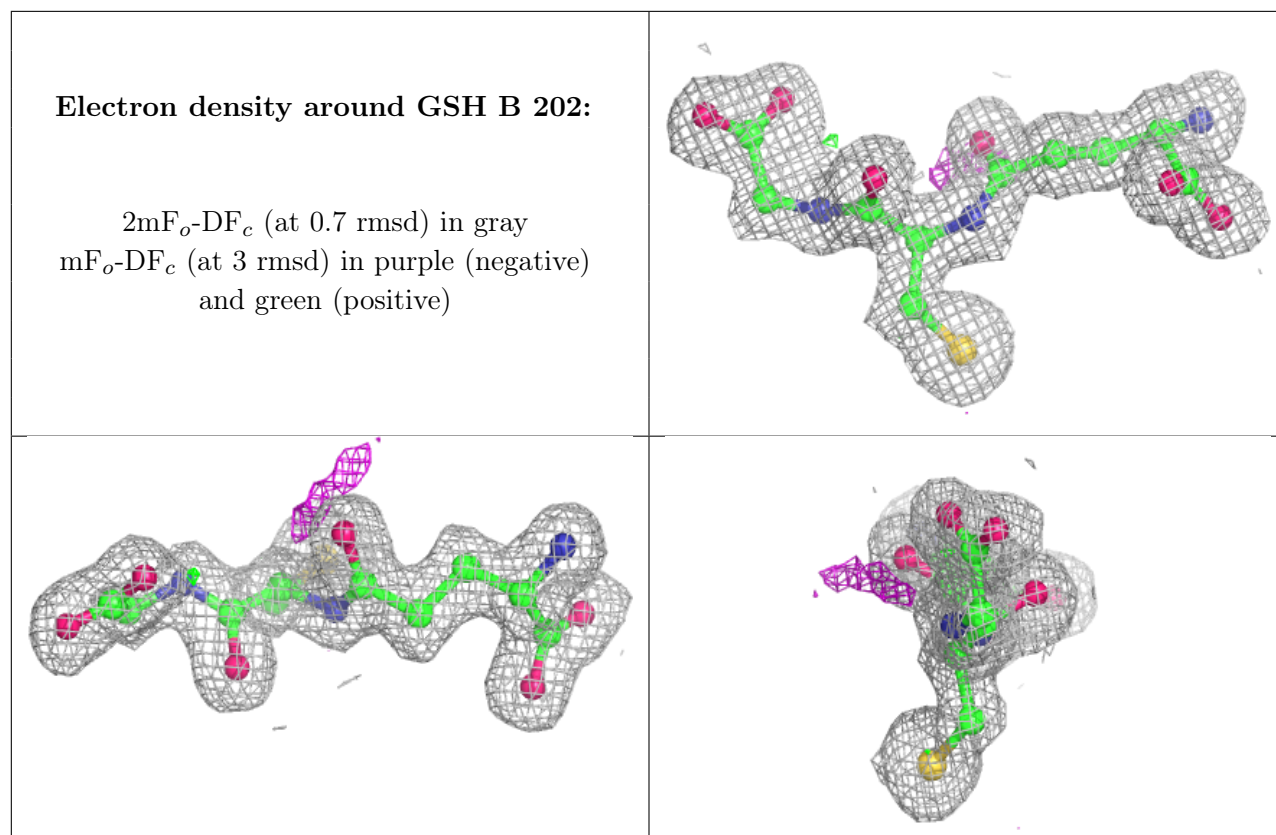 Electron density around GSH B 202:
2mFo-DFc (at 0.7 rmsd) in gray
mFo-DFc (at 3 rmsd) in purple (negative)
and green (positive)